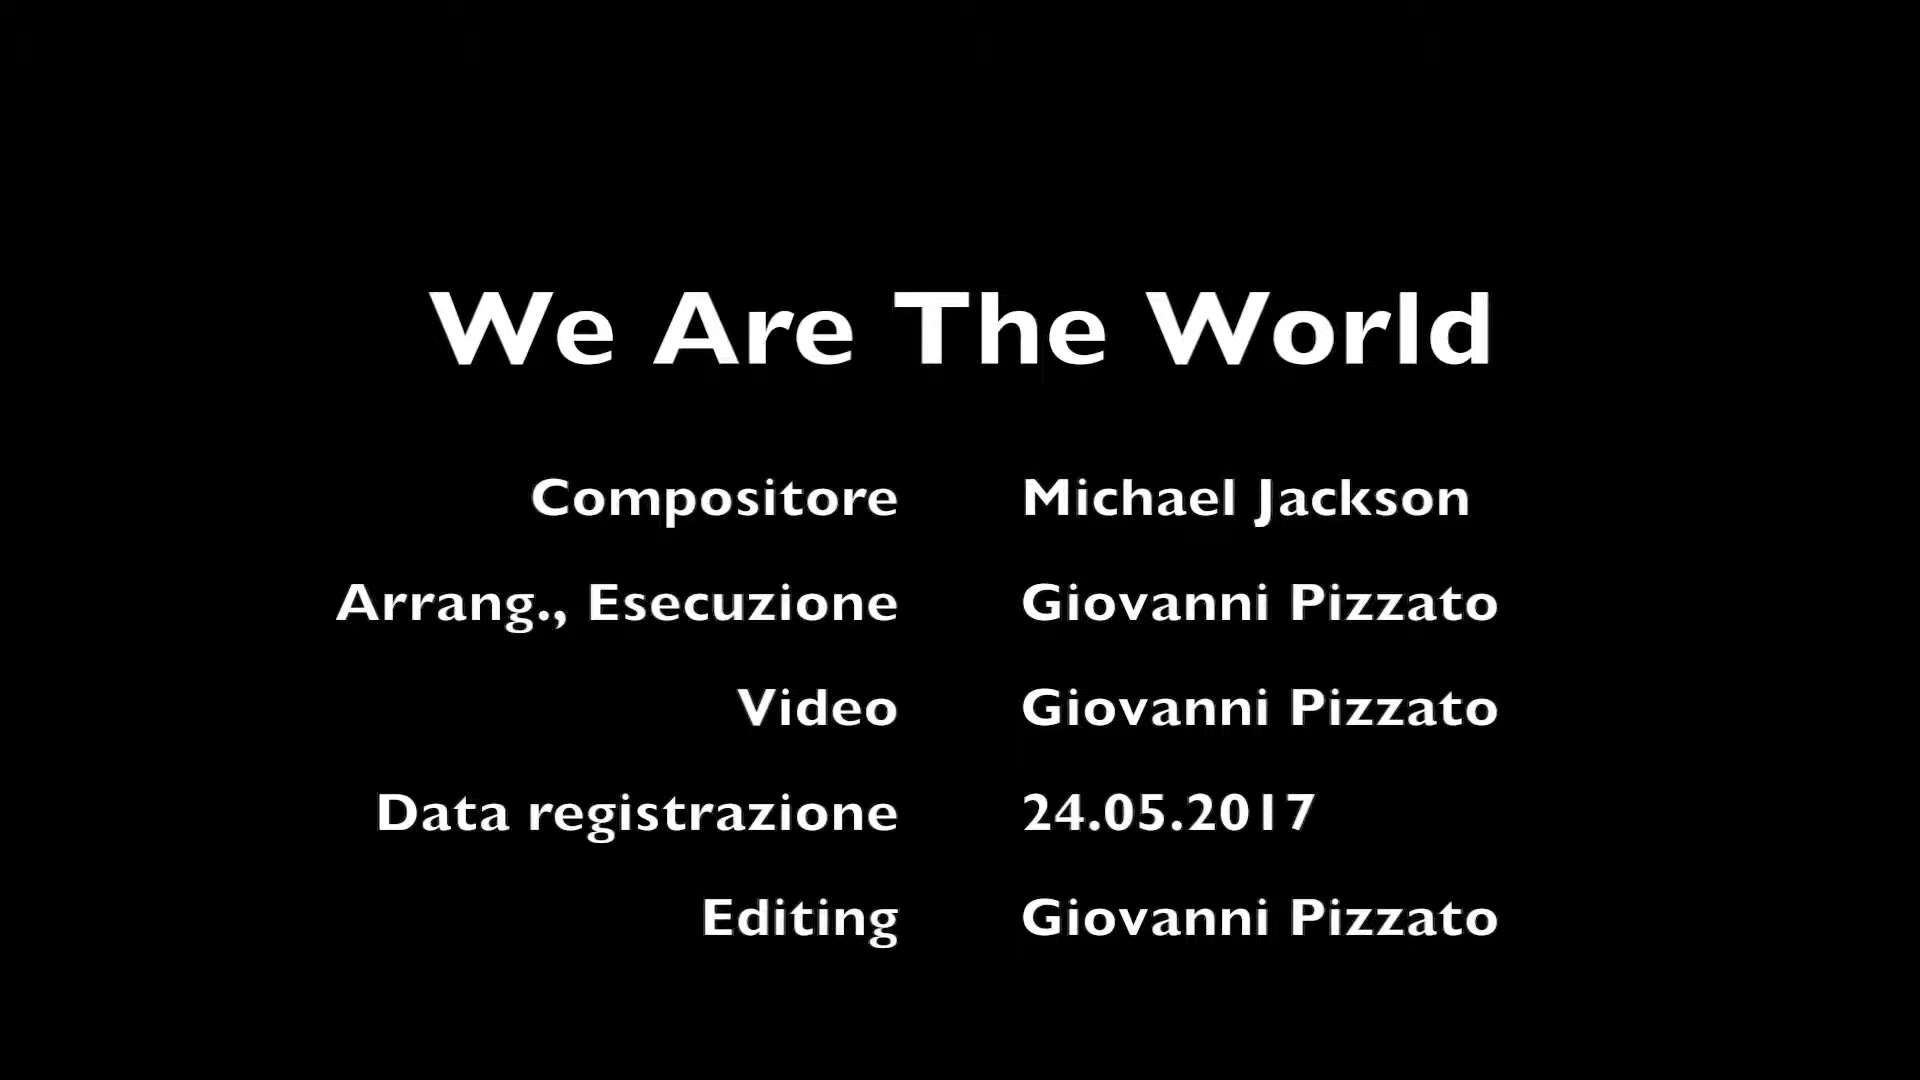 We Are The World
Compositore Michael Jackson
Arrang., Esecuzione Giovanni Pizzato
Video Giovanni Pizzato
Data registrazione 24.05.2017
Editing Giovanni Pizzato